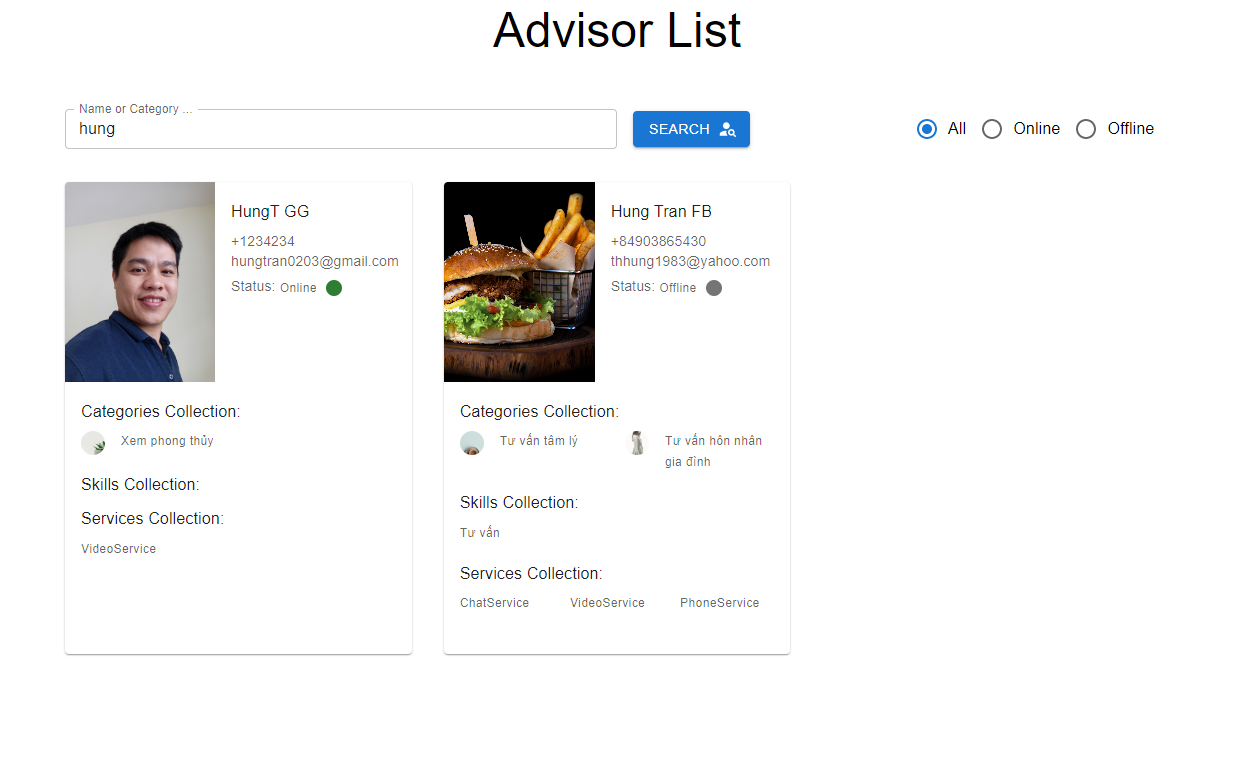 Advisor List
Name or Category ...
hung
SEARCH
All
Online
Offline
HungT GG
+1234234
hungtran0203@gmail.com
Status: Online
Categories Collection:
Xem phong thủy
Skills Collection:
Services Collection:
VideoService
Hung Tran FB
+84903865430
thhung1983@yahoo.com
Status: Offline
Categories Collection:
Tư vấn tâm lý
Tư vấn hôn nhân
gia đình
Skills Collection:
Tư vấn
Services Collection:
ChatService
VideoService
PhoneService